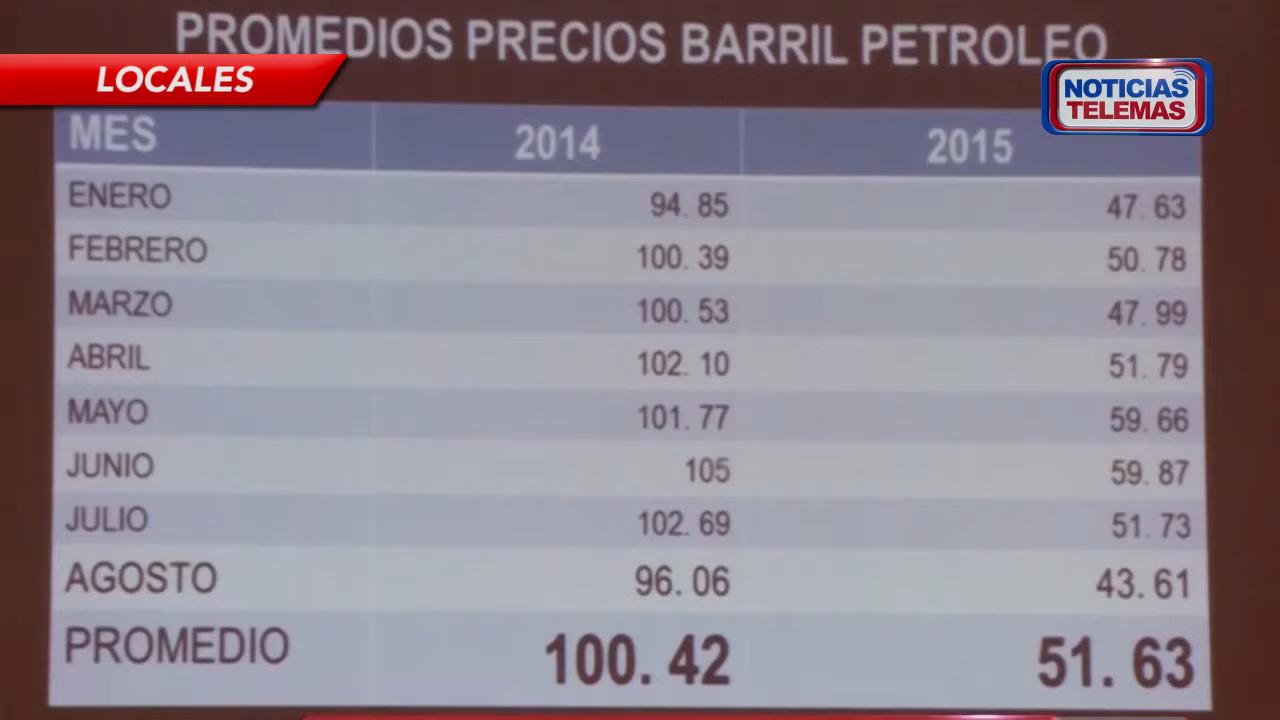 PROMEDIOS PRECIOS BARRIL PETROLEO
LOCALES
NOTICIAS
TELEMAS
MES 2014 2015
ENERO 94. 85 47. 63
FEBRERO 100. 39 50. 78
MARZO 100. 53 47. 99
ABRIL 102. 10 51. 79
MAYO 101. 77 59. 66
JUNIO 105 59. 87
JULIO 102. 69 51. 73
AGOSTO 96. 06 43. 61
PROMEDIO 100. 42 51. 63